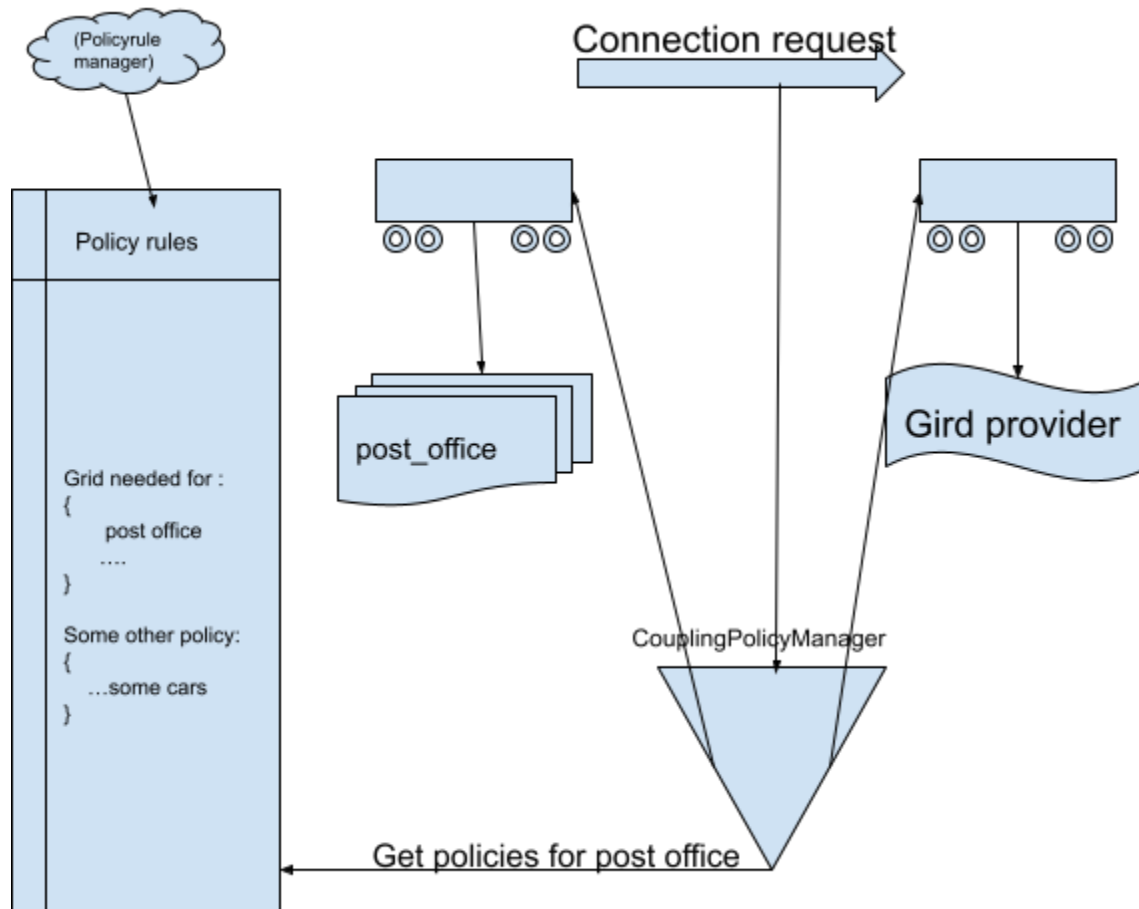 (Policyrule
manager)
Connection request
Policy rules
post_office
Gird provider
Grid needed for :
{
post office
....
}
Some other policy:
{
...some cars
}
CouplingPolicyManager
Get policies for post office